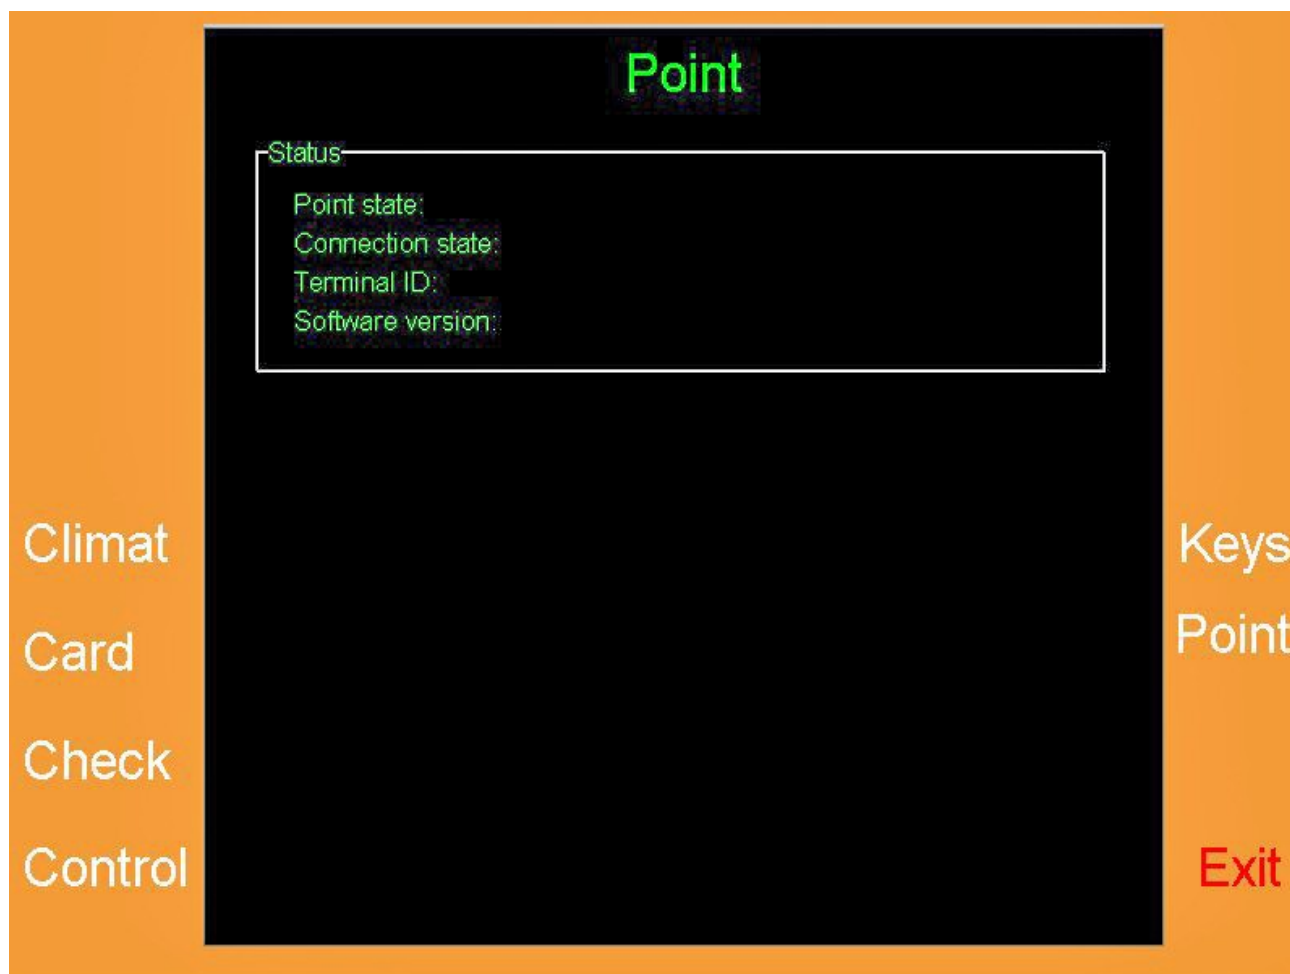 Point
Status
Point state:
Connection state:
Terminal ID:
Software version:
Climat
Card
Check
Control
Keys
Point
Exit